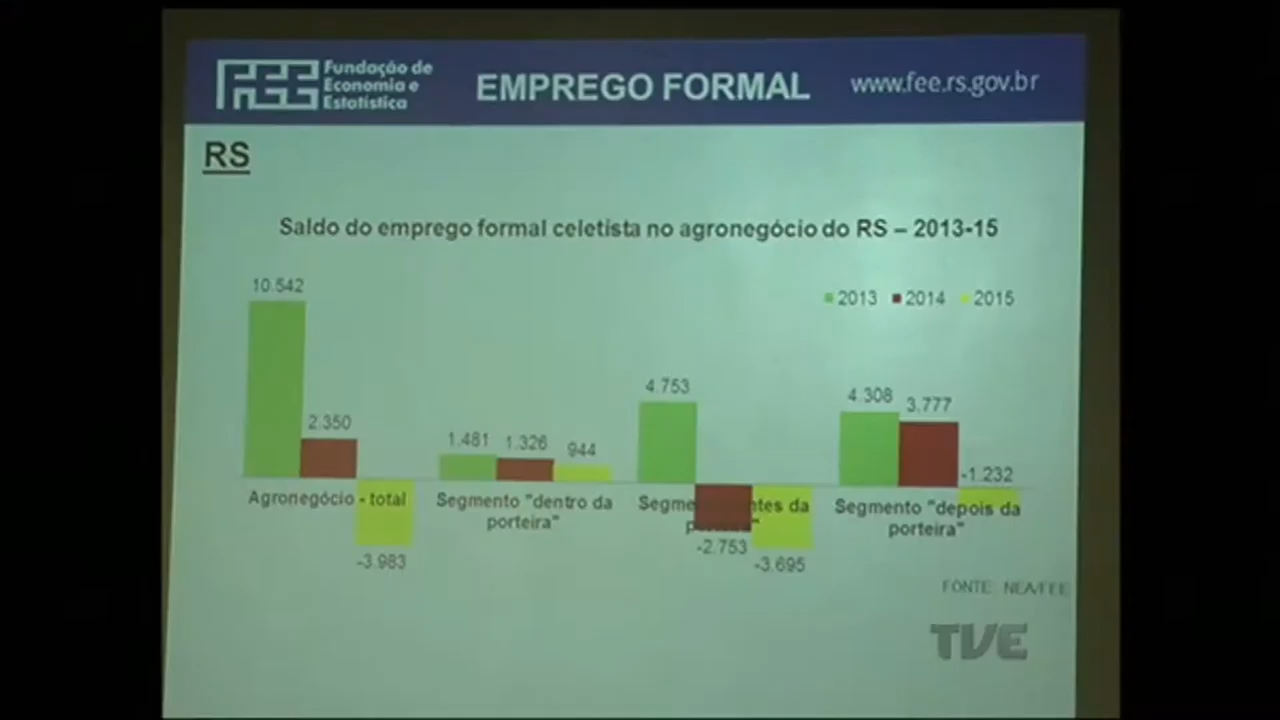 FEE
Fundação de
Economia e
Estatística
EMPREGO FORMAL
www.fee.rs.gov.br
RS
Saldo do emprego formal celetista no agronegócio do RS – 2013-15
2013 2014 2015
10.542
2.350
-3.983
1.481
1.326
944
4.753
-2.753
-3.695
4.308
3.777
-1.232
Agronegócio - total
Segmento "dentro da
porteira"
da
Segmento "depois da
porteira"
FONTE: NEA/FEE
TVE